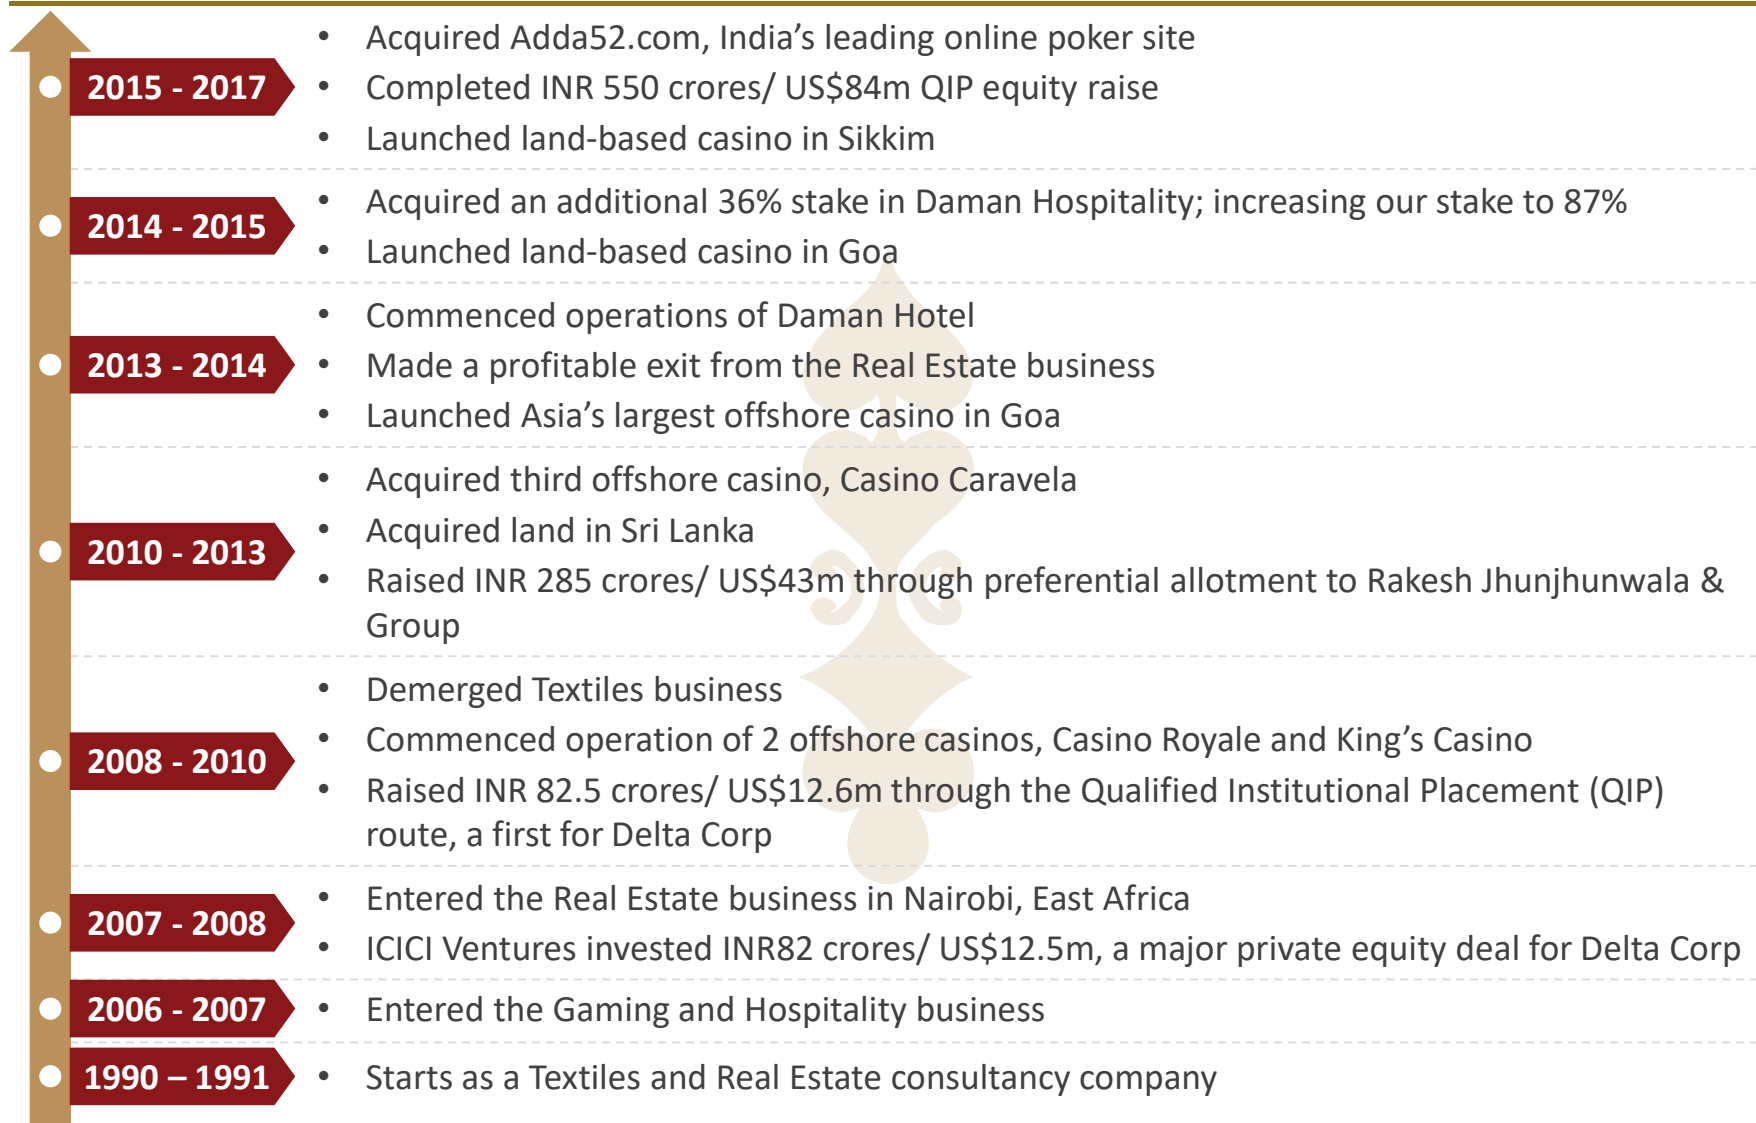 • Acquired Adda52.com, India’s leading online poker site
2015 - 2017
• Completed INR 550 crores/ US$84m QIP equity raise
• Launched land-based casino in Sikkim
2014 - 2015
• Acquired an additional 36% stake in Daman Hospitality; increasing our stake to 87%
• Launched land-based casino in Goa
• Commenced operations of Daman Hotel
2013 - 2014
• Made a profitable exit from the Real Estate business
• Launched Asia’s largest offshore casino in Goa
• Acquired third offshore casino, Casino Caravela
• Acquired land in Sri Lanka
2010 - 2013
• Raised INR 285 crores/ US$43m through preferential allotment to Rakesh Jhunjhunwala &
Group
• Demerged Textiles business
• Commenced operation of 2 offshore casinos, Casino Royale and King’s Casino
2008 - 2010
• Raised INR 82.5 crores/ US$12.6m through the Qualified Institutional Placement (QIP)
route, a first for Delta Corp
• Entered the Real Estate business in Nairobi, East Africa
2007 - 2008
• ICICI Ventures invested INR82 crores/ US$12.5m, a major private equity deal for Delta Corp
2006 - 2007
• Entered the Gaming and Hospitality business
1990 – 1991
• Starts as a Textiles and Real Estate consultancy company